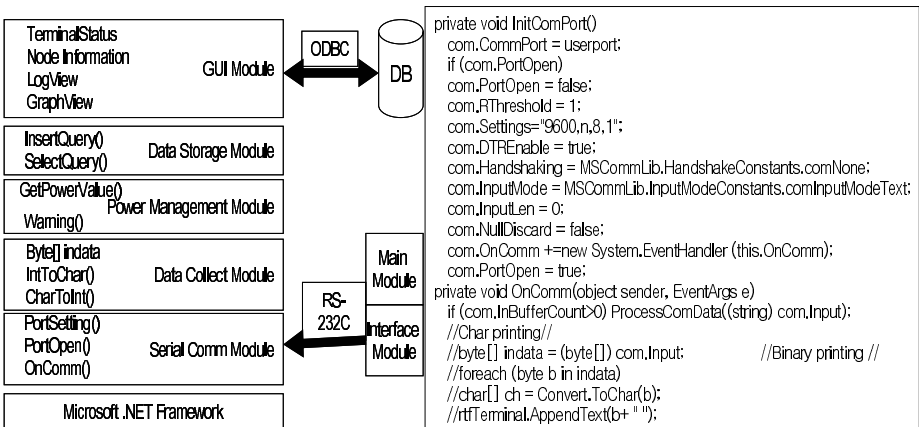 TerminalStatus
Node Information
LogView
GraphView
GUI Module
ODBC
DB
InsertQuery()
SelectQuery()
Data Storage Module
GetPowerValue()
Warning()
Power Management Module
Byte[] indata
IntToChar()
CharToInt()
Data Collect Module
Main
Module
RS-
232C
Interface
Module
PortSetting()
PortOpen()
OnComm()
Serial Comm Module
Microsoft .NET Framework
private void InitComPort()
com.CommPort = userport;
if (com.PortOpen)
com.PortOpen = false;
com.RThreshold = 1;
com.Settings="9600,n,8,1";
com.DTREnable = true;
com.Handshaking = MSCommLib.HandshakeConstants.comNone;
com.InputMode = MSCommLib.InputModeConstants.comInputModeText;
com.InputLen = 0;
com.NullDiscard = false;
com.OnComm +=new System.EventHandler (this.OnComm);
com.PortOpen = true;
private void OnComm(object sender, EventArgs e)
if (com.InBufferCount>0) ProcessComData((string) com.Input);
//Char printing//
//byte[] indata = (byte[]) com.Input; //Binary printing //
//foreach (byte b in indata)
//char[] ch = Convert.ToChar(b);
//rtfTerminal.AppendText(b+ " ");